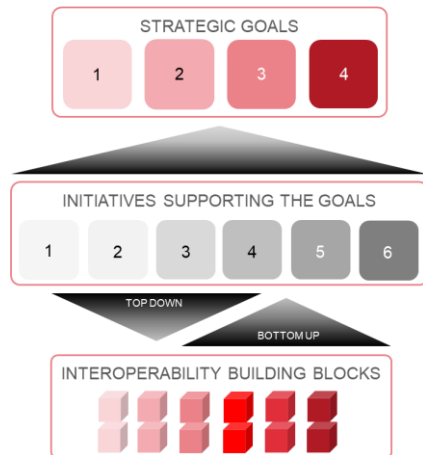 STRATEGIC GOALS
1 2 3 4
INITIATIVES SUPPORTING THE GOALS
1 2 3 4 5 6
TOP DOWN
BOTTOM UP
INTEROPERABILITY BUILDING BLOCKS